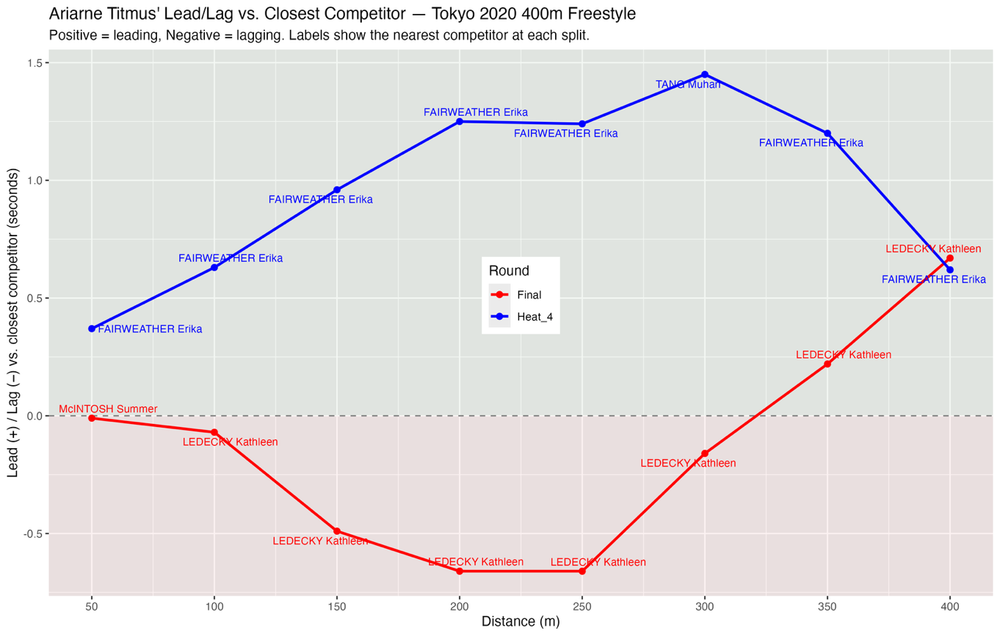 Ariarne Titmus' Lead/Lag vs. Closest Competitor — Tokyo 2020 400m Freestyle
Positive = leading, Negative = lagging. Labels show the nearest competitor at each split.
Lead (+) / Lag (−) vs. closest competitor (seconds)
1.5
1.0
0.5
0.0
-0.5
TANG Muhan
FAIRWEATHER Erika
FAIRWEATHER Erika
FAIRWEATHER Erika
FAIRWEATHER Erika
LEDECKY Kathleen
FAIRWEATHER Erika
FAIRWEATHER Erika
FAIRWEATHER Erika
Round
Final
Heat_4
LEDECKY Kathleen
McINTOSH Summer
LEDECKY Kathleen
LEDECKY Kathleen
LEDECKY Kathleen
LEDECKY Kathleen
LEDECKY Kathleen
50
100
150
200
250
300
350
400
Distance (m)